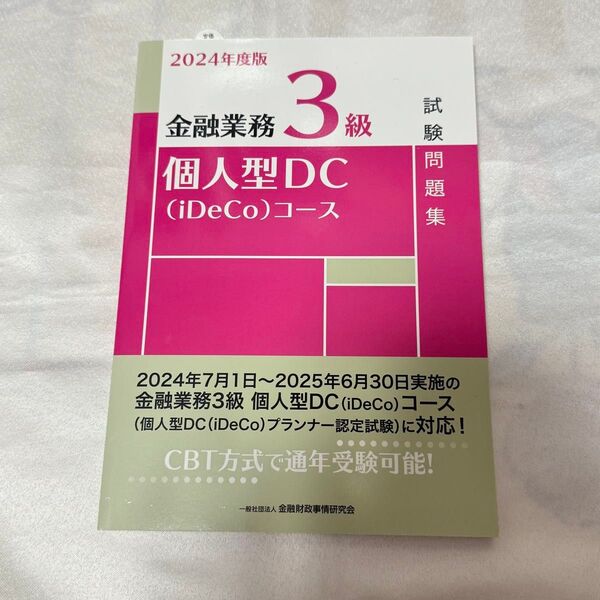 2024年度版
金融業務3級
試験問題集
個人型DC
(iDeCo)コース
2024年7月1日~2025年6月30日実施の
金融業務3級 個人型DC(iDeCo)コース
(個人型DC(iDeCo)プランナー認定試験)に対応!
CBT方式で通年受験可能!
一般社団法人 金融財政事情研究会